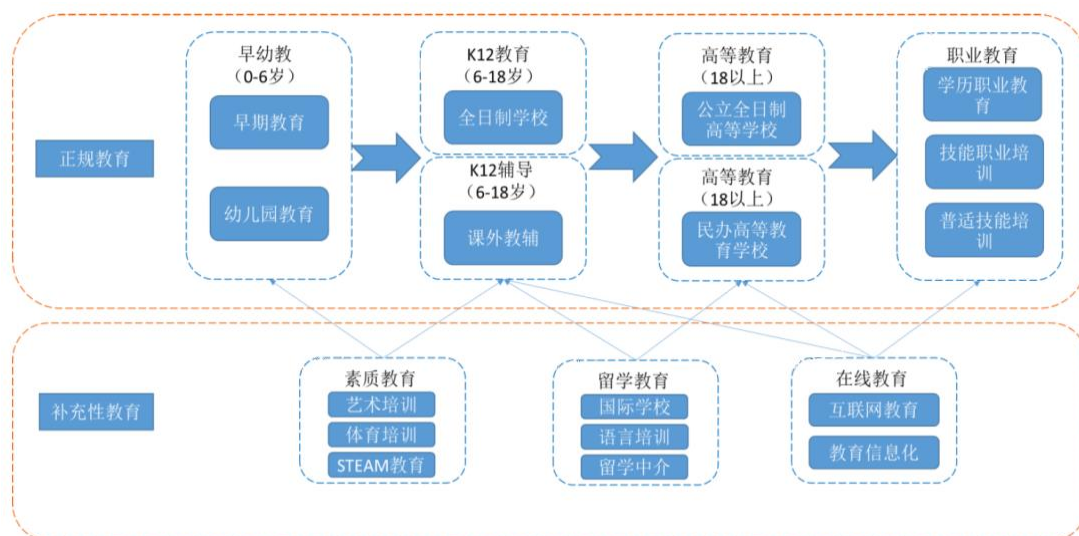 正规教育
早幼教
（0-6岁）
早期教育
幼儿园教育
K12教育
（6-18岁）
全日制学校
K12辅导
（6-18岁）
课外教辅
高等教育
（18以上）
公立全日制
高等学校
高等教育
（18以上）
民办高等教
育学校
职业教育
学历职业教
育
技能职业培
训
普适技能培
训
补充性教育
素质教育
艺术培训
体育培训
STEAM教育
留学教育
国际学校
语言培训
留学中介
在线教育
互联网教育
教育信息化